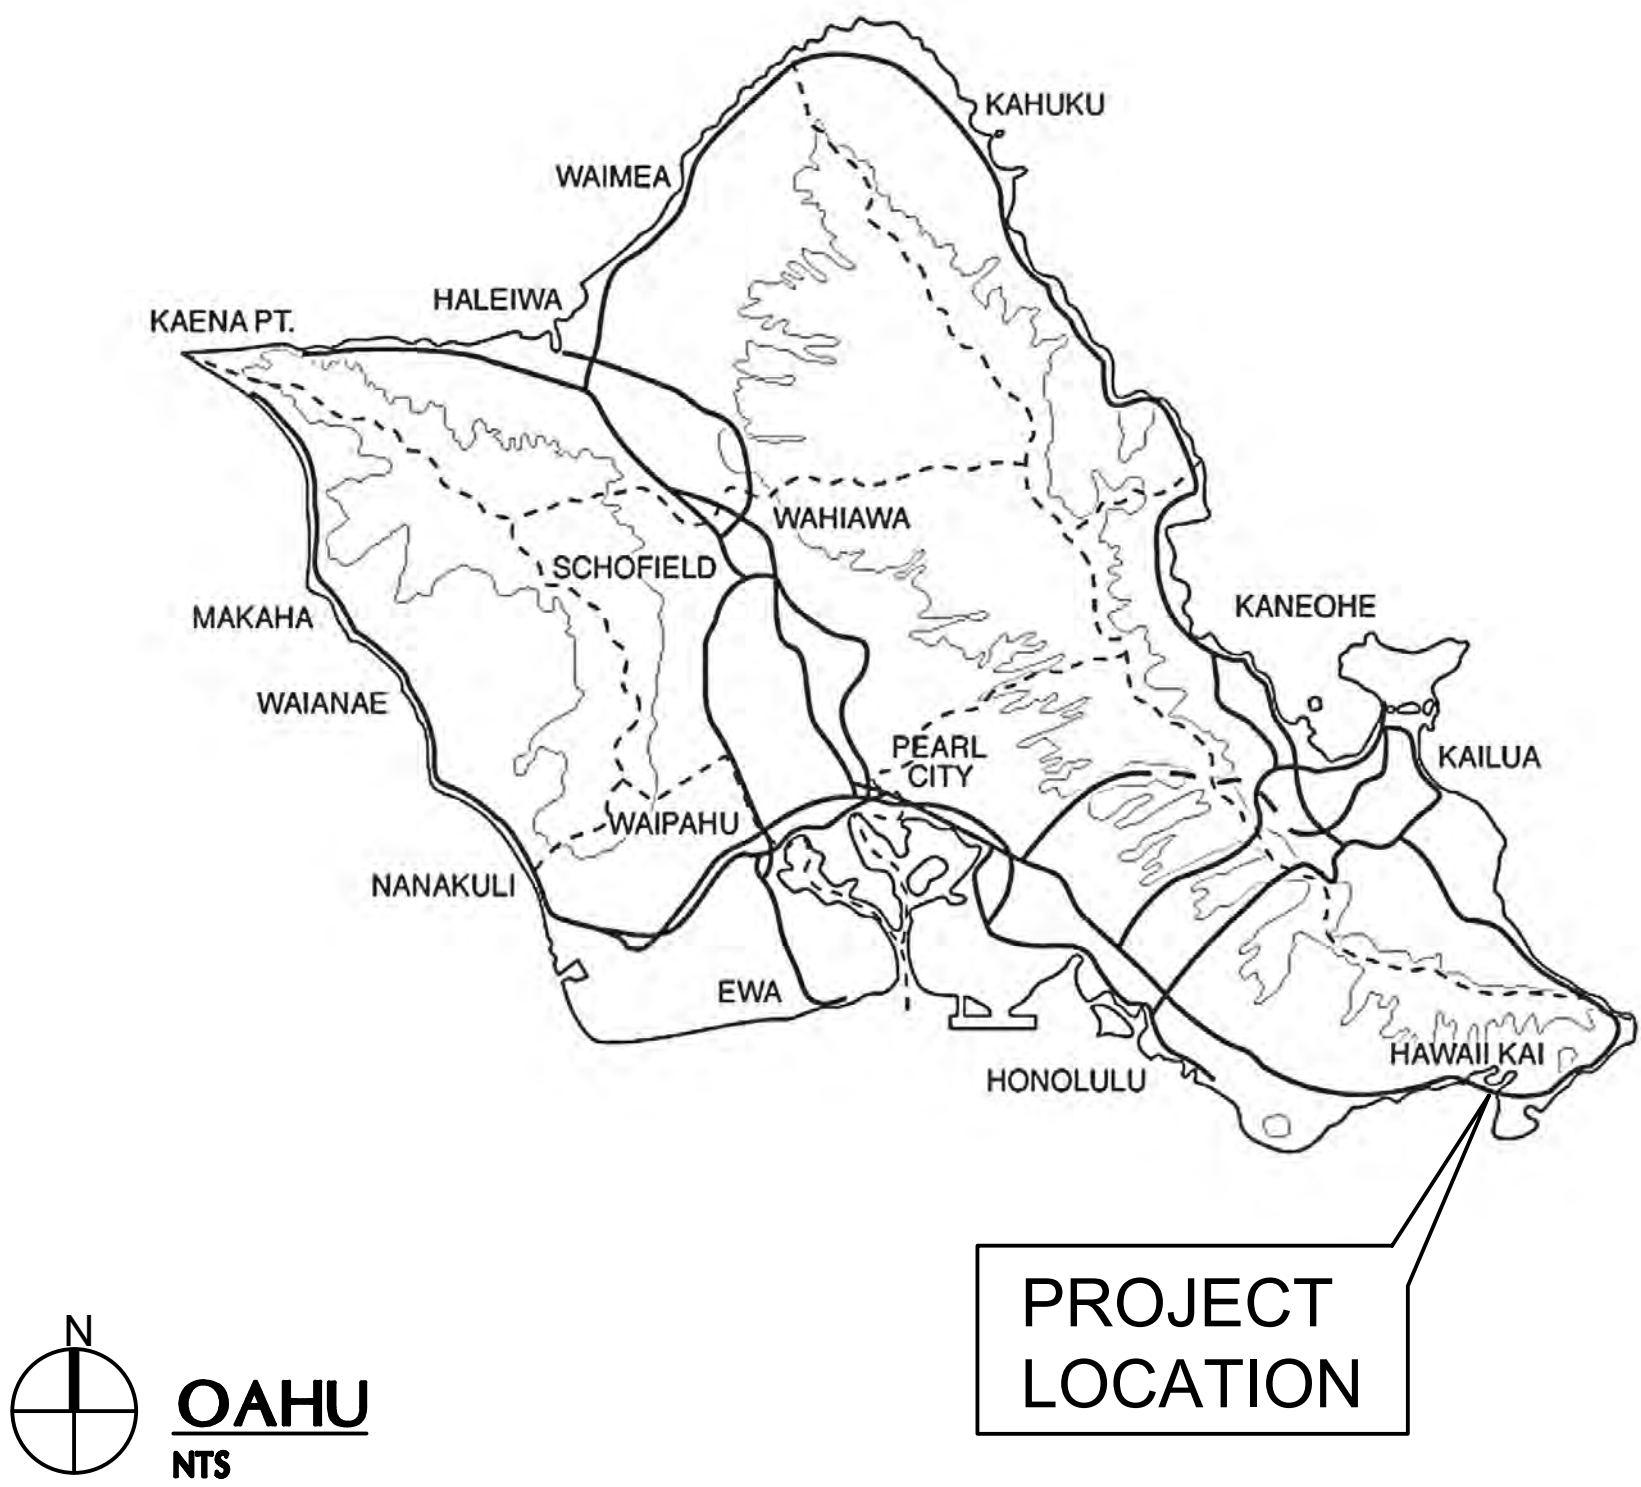 KAHUKU
WAIMEA
HALEIWA
KAENA PT.
WAHIAWA
SCHOFIELD
KANEOHE
MAKAHA
WAIANAE
PEARL
CITY
KAILUA
WAIPAHU
NANAKULI
EWA
HAWAII KAI
HONOLULU
PROJECT
LOCATION
N
OAHU
NTS